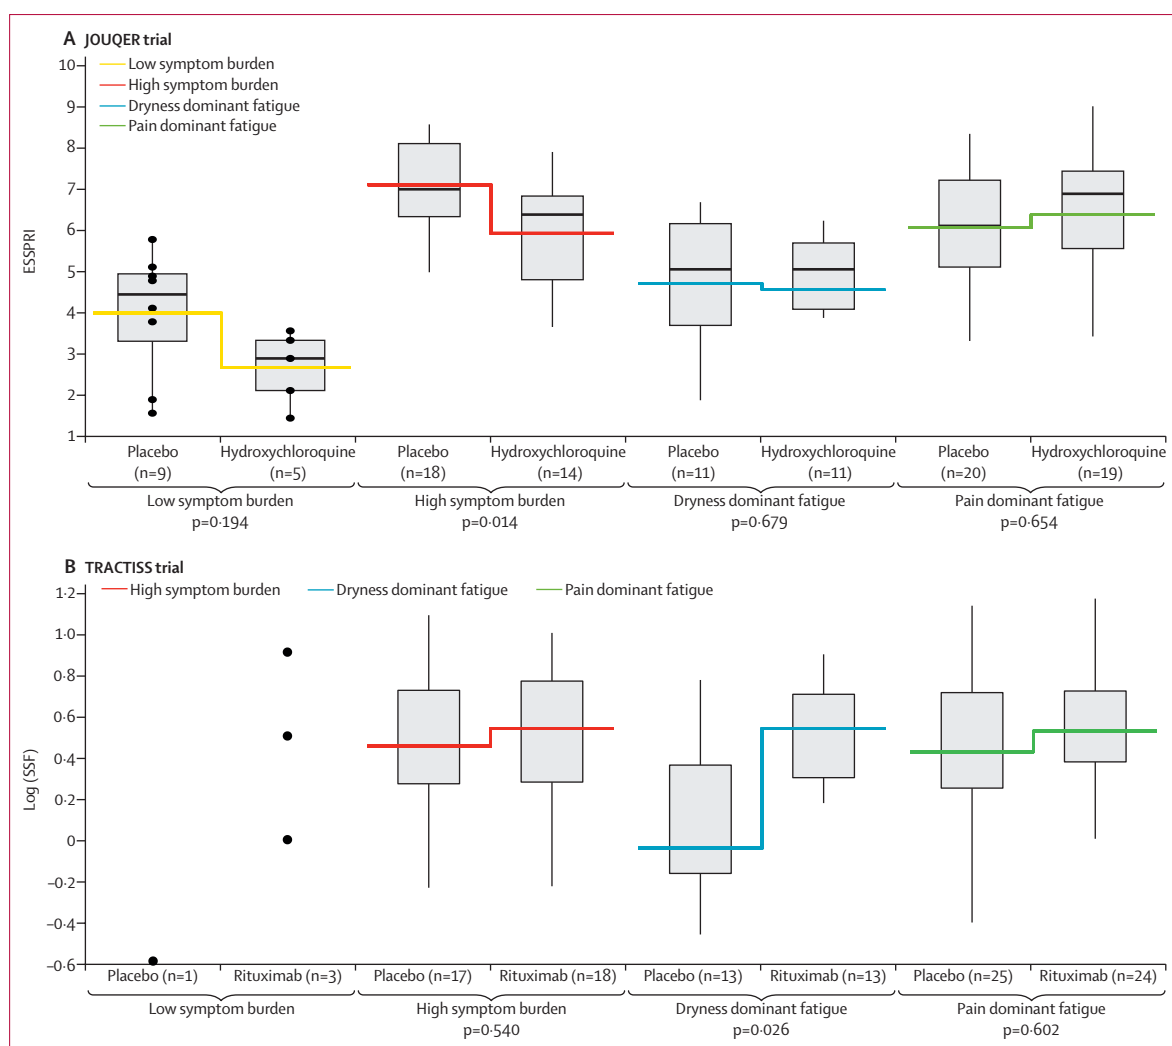 A JOUQER trial
10
9
8
7
6
5
4
3
2
1
ESSPRI
Low symptom burden
High symptom burden
Dryness dominant fatigue
Pain dominant fatigue
Placebo
(n=9)
Hydroxychloroquine
(n=5)
Placebo
(n=18)
Hydroxychloroquine
(n=14)
Placebo
(n=11)
Hydroxychloroquine
(n=11)
Placebo
(n=20)
Hydroxychloroquine
(n=19)
Low symptom burden
p=0·194
High symptom burden
p=0·014
Dryness dominant fatigue
p=0·679
Pain dominant fatigue
p=0·654
B TRACTISS trial
1·2
1·0
0·8
0·6
0·4
0·2
0
–0·2
–0·4
–0·6
Log (SSF)
High symptom burden
Dryness dominant fatigue
Pain dominant fatigue
Placebo (n=1)
Rituximab (n=3)
Placebo (n=17)
Rituximab (n=18)
Placebo (n=13)
Rituximab (n=13)
Placebo (n=25)
Rituximab (n=24)
Low symptom burden
High symptom burden
p=0·540
Dryness dominant fatigue
p=0·026
Pain dominant fatigue
p=0·602